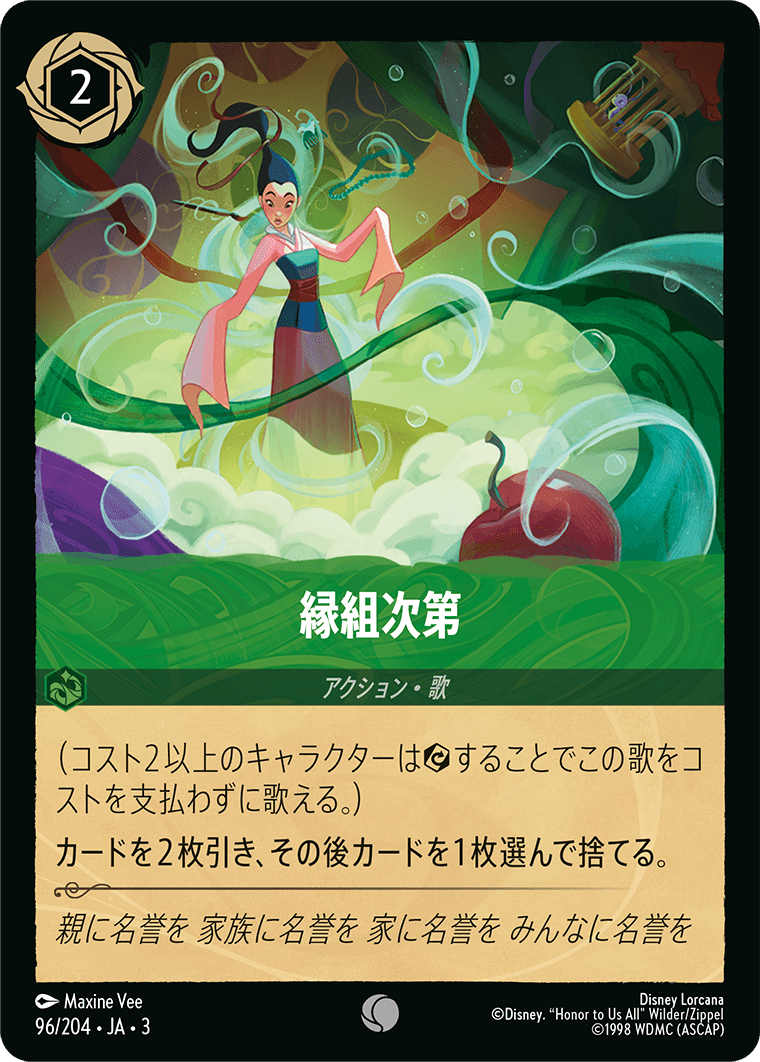 2
縁組次第
アクション・歌
(コスト2以上のキャラクターはすることでこの歌をコ
ストを支払わずに歌える。)
カードを2枚引き、その後カードを1枚選んで捨てる。
親に名誉を 家族に名誉を 家に名誉を みんなに名誉を
Maxine Vee
96/204・JA・3
Disney Lorcana
©Disney. “Honor to Us All” Wilder/Zippel
©1998 WDMC (ASCAP)